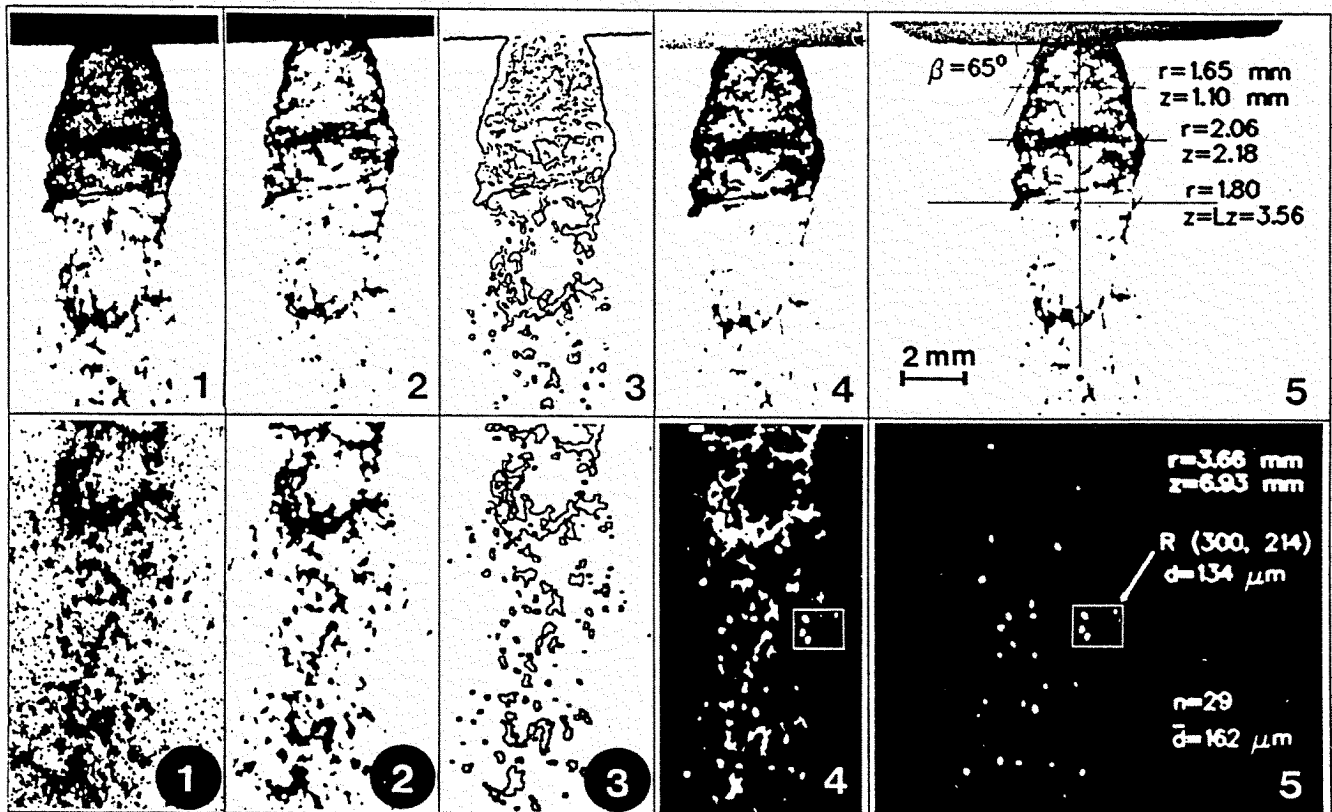 1
2
3
4
β=65°
r=1.65 mm
z=1.10 mm
r=2.06
z=2.18
r=1.80
z=Lz=3.56
2 mm
5
1
2
3
4
r=3.66 mm
z=6.93 mm
R (300, 214)
d=134 μm
n=29
d̄=162 μm
5